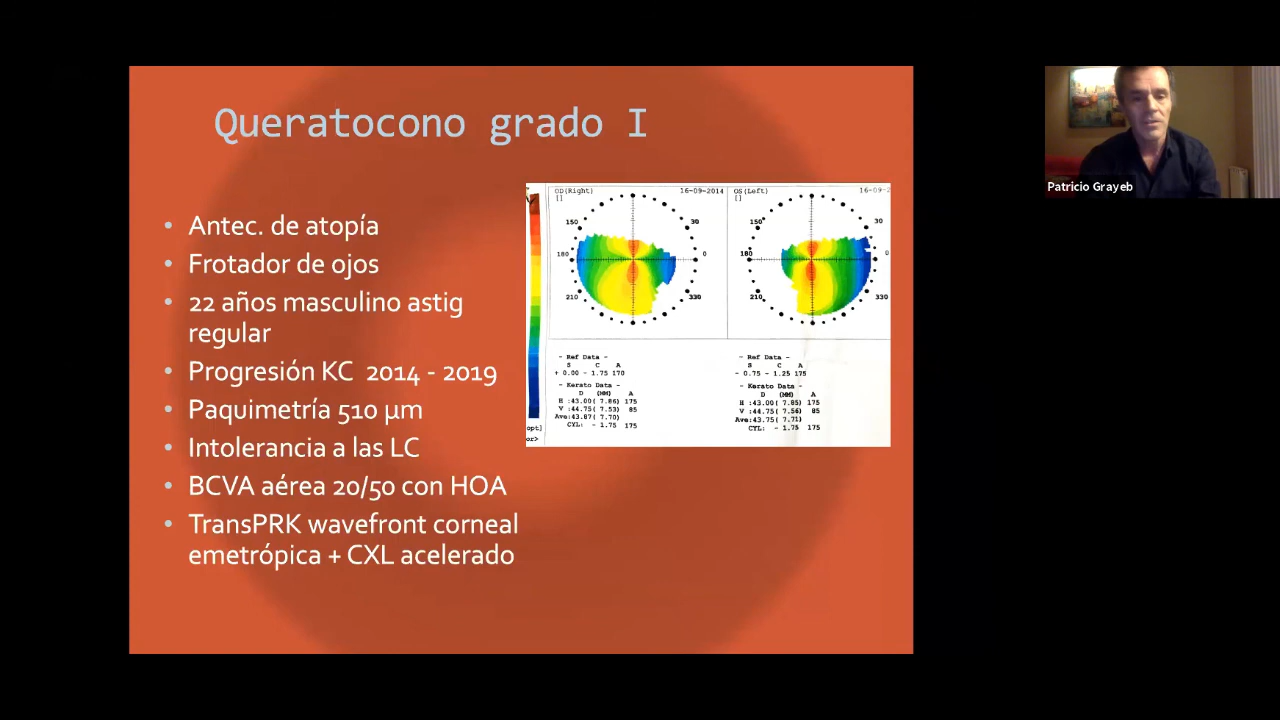 Queratocono grado I
• Antec. de atopía
• Frotador de ojos
• 22 años masculino astig
regular
• Progresión KC 2014 - 2019
• Paquimetría 510 µm
• Intolerancia a las LC
• BCVA aérea 20/50 con HOA
• TransPRK wavefront corneal
emetrópica + CXL acelerado
OD(Right) 16-09-2014
[]
150 30
180 0
210 330
- Ref Data -
S C A
+ 0.00 - 1.75 170
- Kerato Data -
D (MM) A
H :43.00( 7.86) 175
V :44.75( 7.53) 85
Ave:43.87( 7.70)
CYL: - 1.75 175
OS(Left) 16-09-2
[]
150 30
180 0
210 330
- Ref Data -
S C A
- 0.75 - 1.25 175
- Kerato Data -
D (MM) A
H :43.00( 7.85) 175
V :44.75( 7.56) 85
Ave:43.75( 7.71)
CYL: - 1.75 175
opt]
or>
Patricio Grayeb